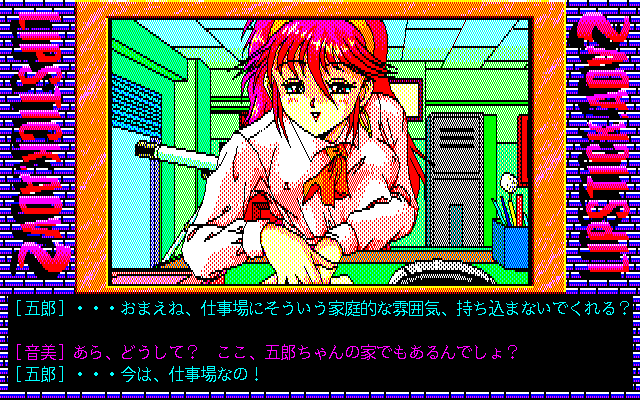 LIPSTICK ADV.2
LIPSTICK ADV.2
[五郎]・・・おまえね、仕事場にそういう家庭的な雰囲気、持ち込まないでくれる？
[音美]あら、どうして？　ここ、五郎ちゃんの家でもあるんでしょ？
[五郎]・・・今は、仕事場なの！